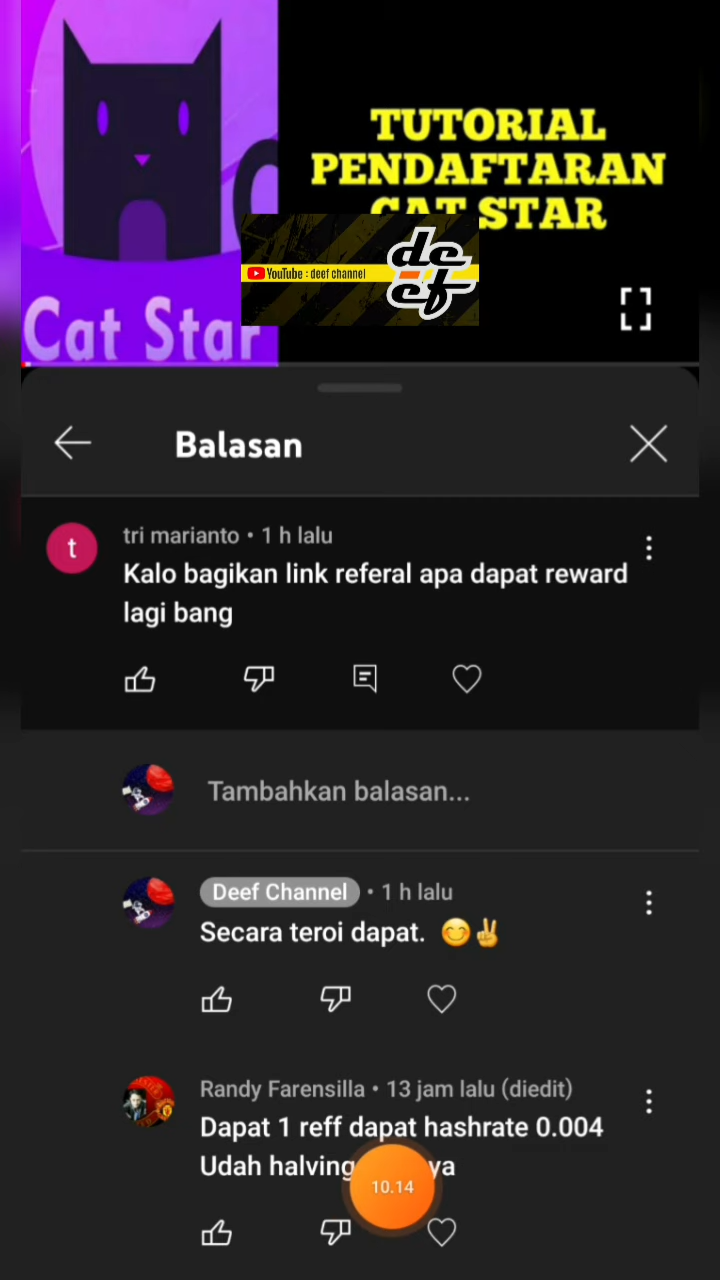 TUTORIAL
PENDAFTARAN
CAT STAR
YouTube : deef channel
deef
Cat Star
Balasan
t
tri marianto • 1 h lalu
Kalo bagikan link referal apa dapat reward
lagi bang
Tambahkan balasan...
Deef Channel • 1 h lalu
Secara teroi dapat. 😊✌
Randy Farensilla • 13 jam lalu (diedit)
Dapat 1 reff dapat hashrate 0.004
Udah halving
10.14